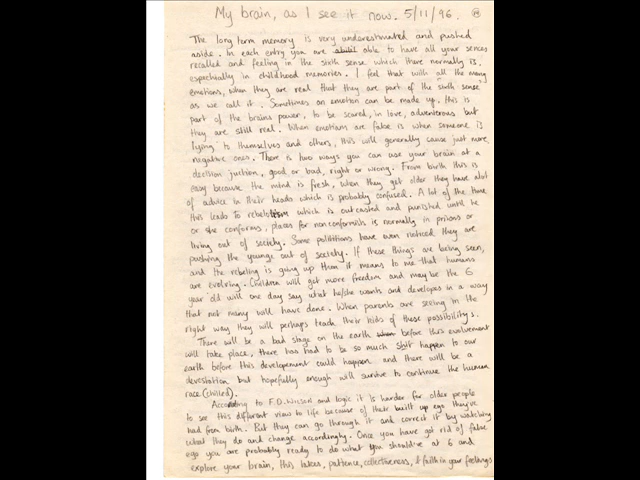 My brain, as I see it now. 5/11/96.
The long term memory is very underestimated and pushed
aside. In each entry you are able to have all your sences
recalled and feeling in the sixth sense which there normally is,
espechially in childhood memories. I feel that with all the many
emotions, when they are real that they are part of the sixth sense
as we call it. Sometimes an emotion can be made up, this is
part of the brains power, to be scared, in love, adventerous but
they are still real. When emotions are false is when someone is
lying to themselves and others, this will generally cause just more
negative ones. There is two ways you can use your brain at a
decision juction, good or bad, right or wrong. From birth this is
easy because the mind is fresh, when they get older they have alot
of advice in their heads which is probably confused. A lot of the time
this leads to which is outcasted and punished until he
or she conforms, places for nonconformists is normally in prisons or
living out of society. Some polititions have even noticed they are
pushing the younge out of society. If these things are being seen,
and the rebeling is going up then it means to me that humans
are evolving. Children will get more freedom and maybe the 6
year old will one day say what he/she wants and developes in a way
that not many will have done. When parents are seeing in the
right way they will perhaps teach their kids of these possibilitys.
There will be a bad stage on the earth before this evolvement
will take place, there has had to be so much shit happen to our
earth before this developement could happen and there will be a
devastation but hopefully enough will survive to continue the human
race (chilled).
According to F.D. and logic it is harder for older people
to see this different view to life because of their built up ego they've
had from birth. But they can go through it and correct it by watching
what they do and change accordingly. Once you have got rid of false
ego you are probably ready to do what you should've at 6 and
explore your brain, this takes, patience, collectiveness, & faith in your feelings